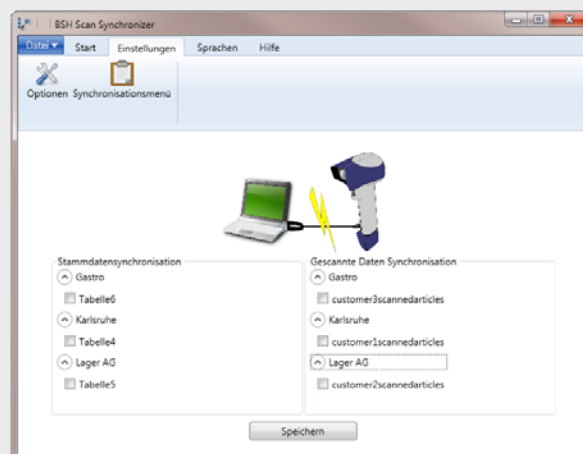 BSH Scan Synchronizer
Datei Start Einstellungen Sprachen Hilfe
Optionen Synchronisationsmenü
Stammdatensynchronisation
Gastro
Tabelle6
Karlsruhe
Tabelle4
Lager AG
Tabelle5
Gescannte Daten Synchronisation
Gastro
customer3scannedarticles
Karlsruhe
customer1scannedarticles
Lager AG
customer2scannedarticles
Speichern